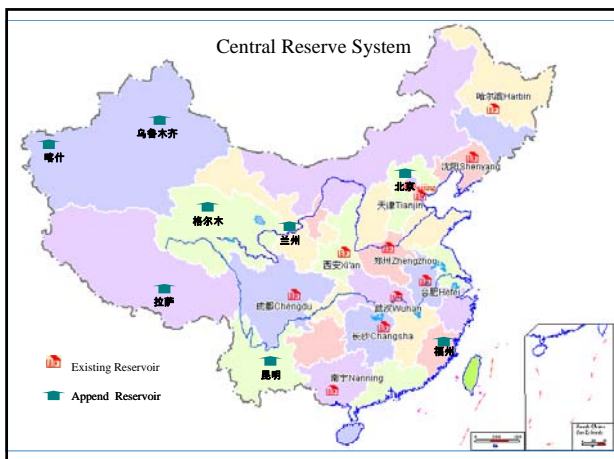 Central Reserve System
哈尔滨Harbin
乌鲁木齐
喀什
沈阳Shenyang
北京
天津Tianjin
格尔木
兰州
西安Xi'an
郑州Zhengzhou
合肥Hefei
拉萨
成都Chengdu
武汉Wuhan
长沙Changsha
福州
昆明
南宁Nanning
Existing Reservoir
Append Reservoir